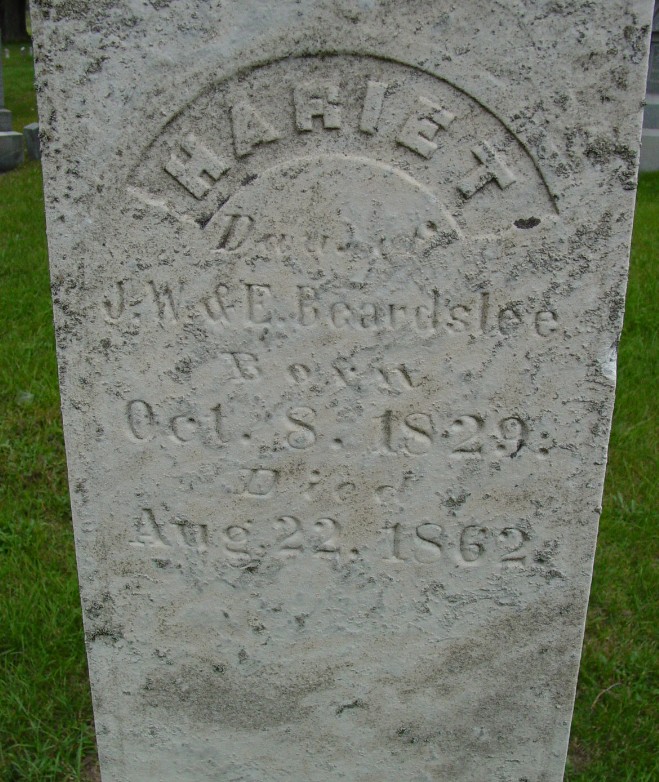 HARIET
Dau. of
J. W. & E. Beardslee
Born
Oct. 8. 1829.
Died
Aug 22, 1862.